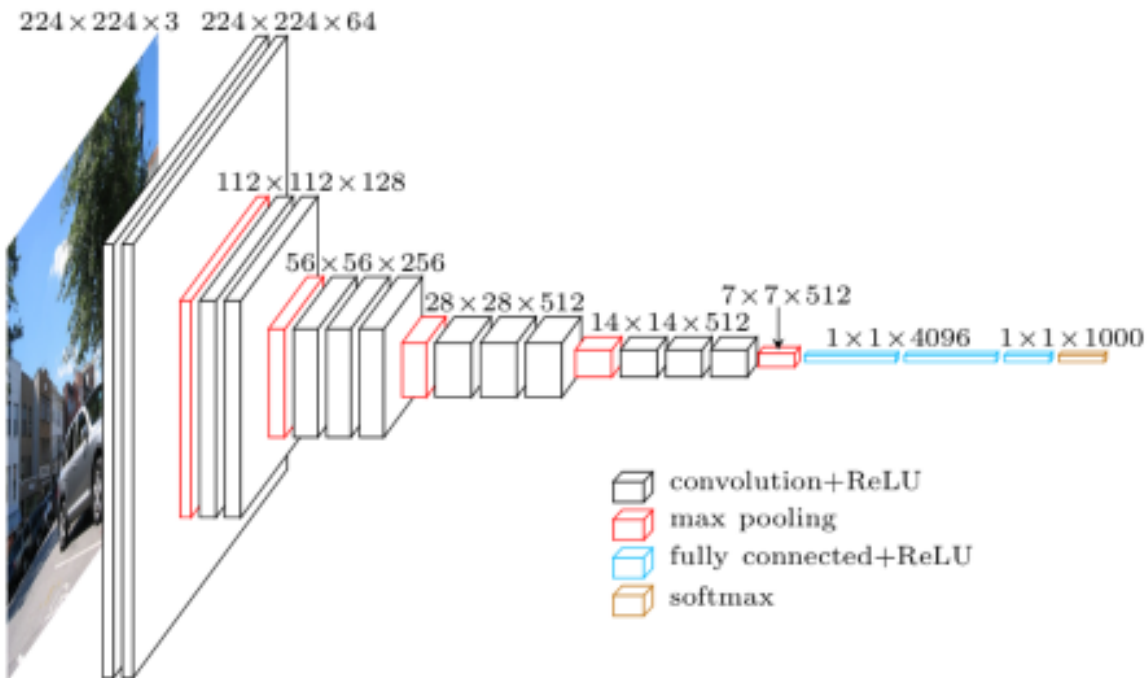 224 × 224 × 3
224 × 224 × 64
112 × 112 × 128
56 × 56 × 256
28 × 28 × 512
14 × 14 × 512
7 × 7 × 512
1 × 1 × 4096
1 × 1 × 1000
convolution+ReLU
max pooling
fully connected+ReLU
softmax